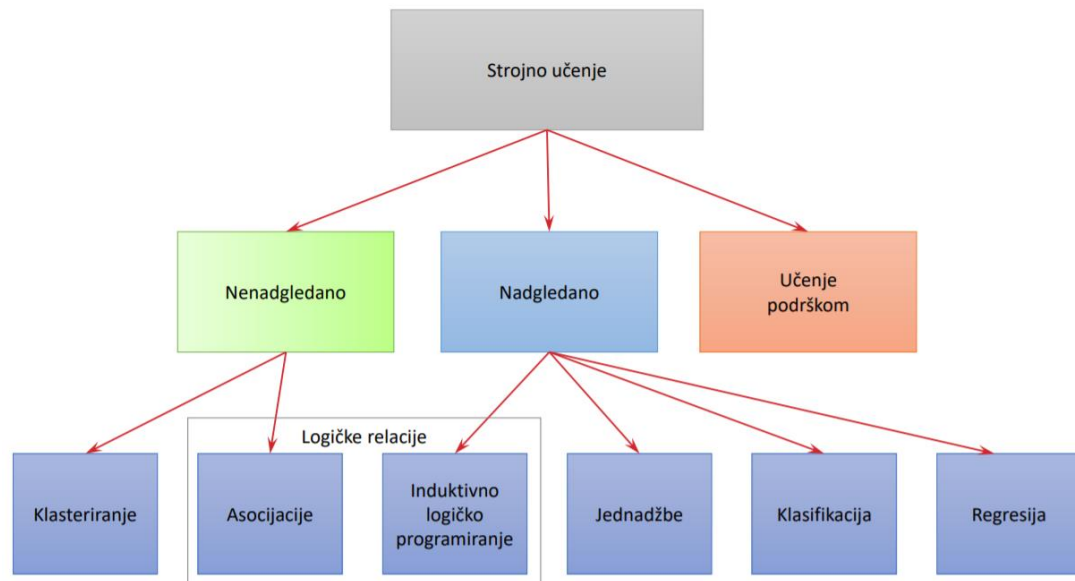 Strojno učenje
Nenadgledano
Nadgledano
Učenje
podrškom
Logičke relacije
Klasteriranje
Asocijacije
Induktivno
logičko
programiranje
Jednadžbe
Klasifikacija
Regresija